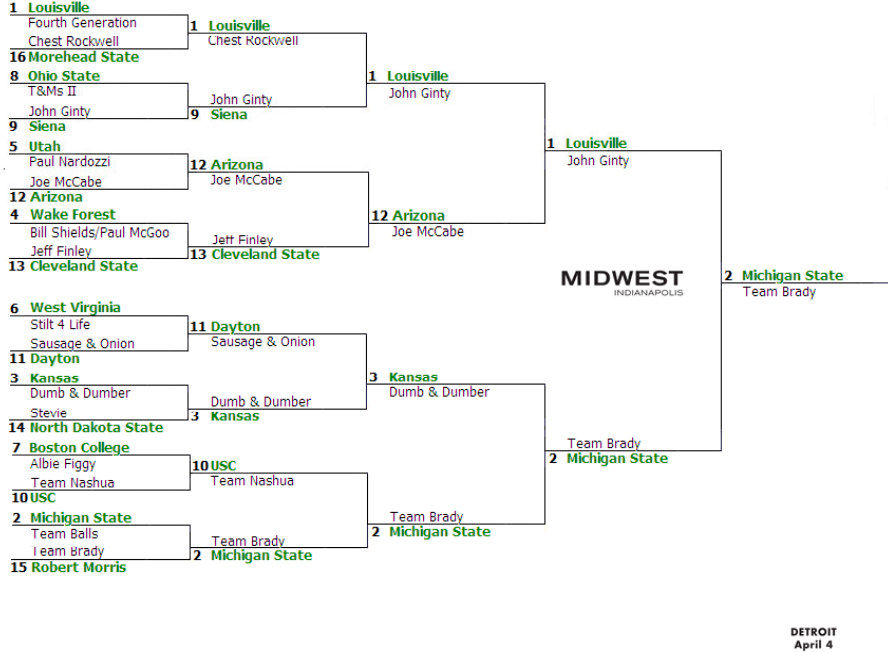 1 Louisville
Fourth Generation
Chest Rockwell
16 Morehead State
8 Ohio State
T&Ms II
John Ginty
9 Siena
5 Utah
Paul Nardozzi
Joe McCabe
12 Arizona
4 Wake Forest
Bill Shields/Paul McGoo
Jeff Finley
13 Cleveland State
6 West Virginia
Stilt 4 Life
Sausage & Onion
11 Dayton
3 Kansas
Dumb & Dumber
Stevie
14 North Dakota State
7 Boston College
Albie Figgy
Team Nashua
10 USC
2 Michigan State
Team Balls
Team Brady
15 Robert Morris
1 Louisville
Chest Rockwell
John Ginty
9 Siena
12 Arizona
Joe McCabe
Jeff Finley
13 Cleveland State
11 Dayton
Sausage & Onion
Dumb & Dumber
3 Kansas
10 USC
Team Nashua
Team Brady
2 Michigan State
1 Louisville
John Ginty
12 Arizona
Joe McCabe
3 Kansas
Dumb & Dumber
Team Brady
2 Michigan State
1 Louisville
John Ginty
Team Brady
2 Michigan State
MIDWEST
INDIANAPOLIS
2 Michigan State
Team Brady
DETROIT
April 4